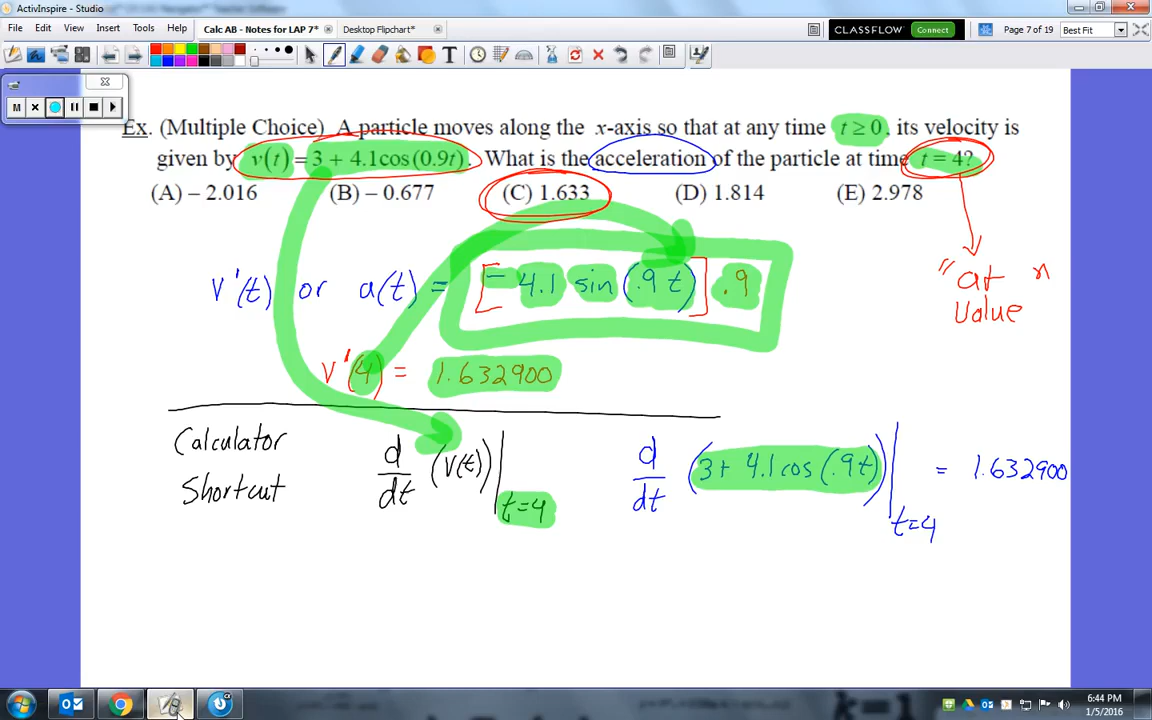 ActivInspire - Studio
File Edit View Insert Tools Help Calc AB - Notes for LAP 7* Desktop Flipchart* CLASSFLOW Connect Page 7 of 19 Best Fit
M
Ex. (Multiple Choice) A particle moves along the x-axis so that at any time t ≥ 0, its velocity is
given by v(t) = 3 + 4.1cos(0.9t). What is the acceleration of the particle at time t = 4?
(A) – 2.016 (B) – 0.677 (C) 1.633 (D) 1.814 (E) 2.978
v'(t) or a(t) = [- 4.1 sin (.9 t)] .9
"at x
Value
v'(4) = 1.632900
Calculator
Shortcut
d/dt (v(t))| t=4
d/dt (3+ 4.1cos(.9t))| t=4 = 1.632900
6:44 PM
1/5/2016